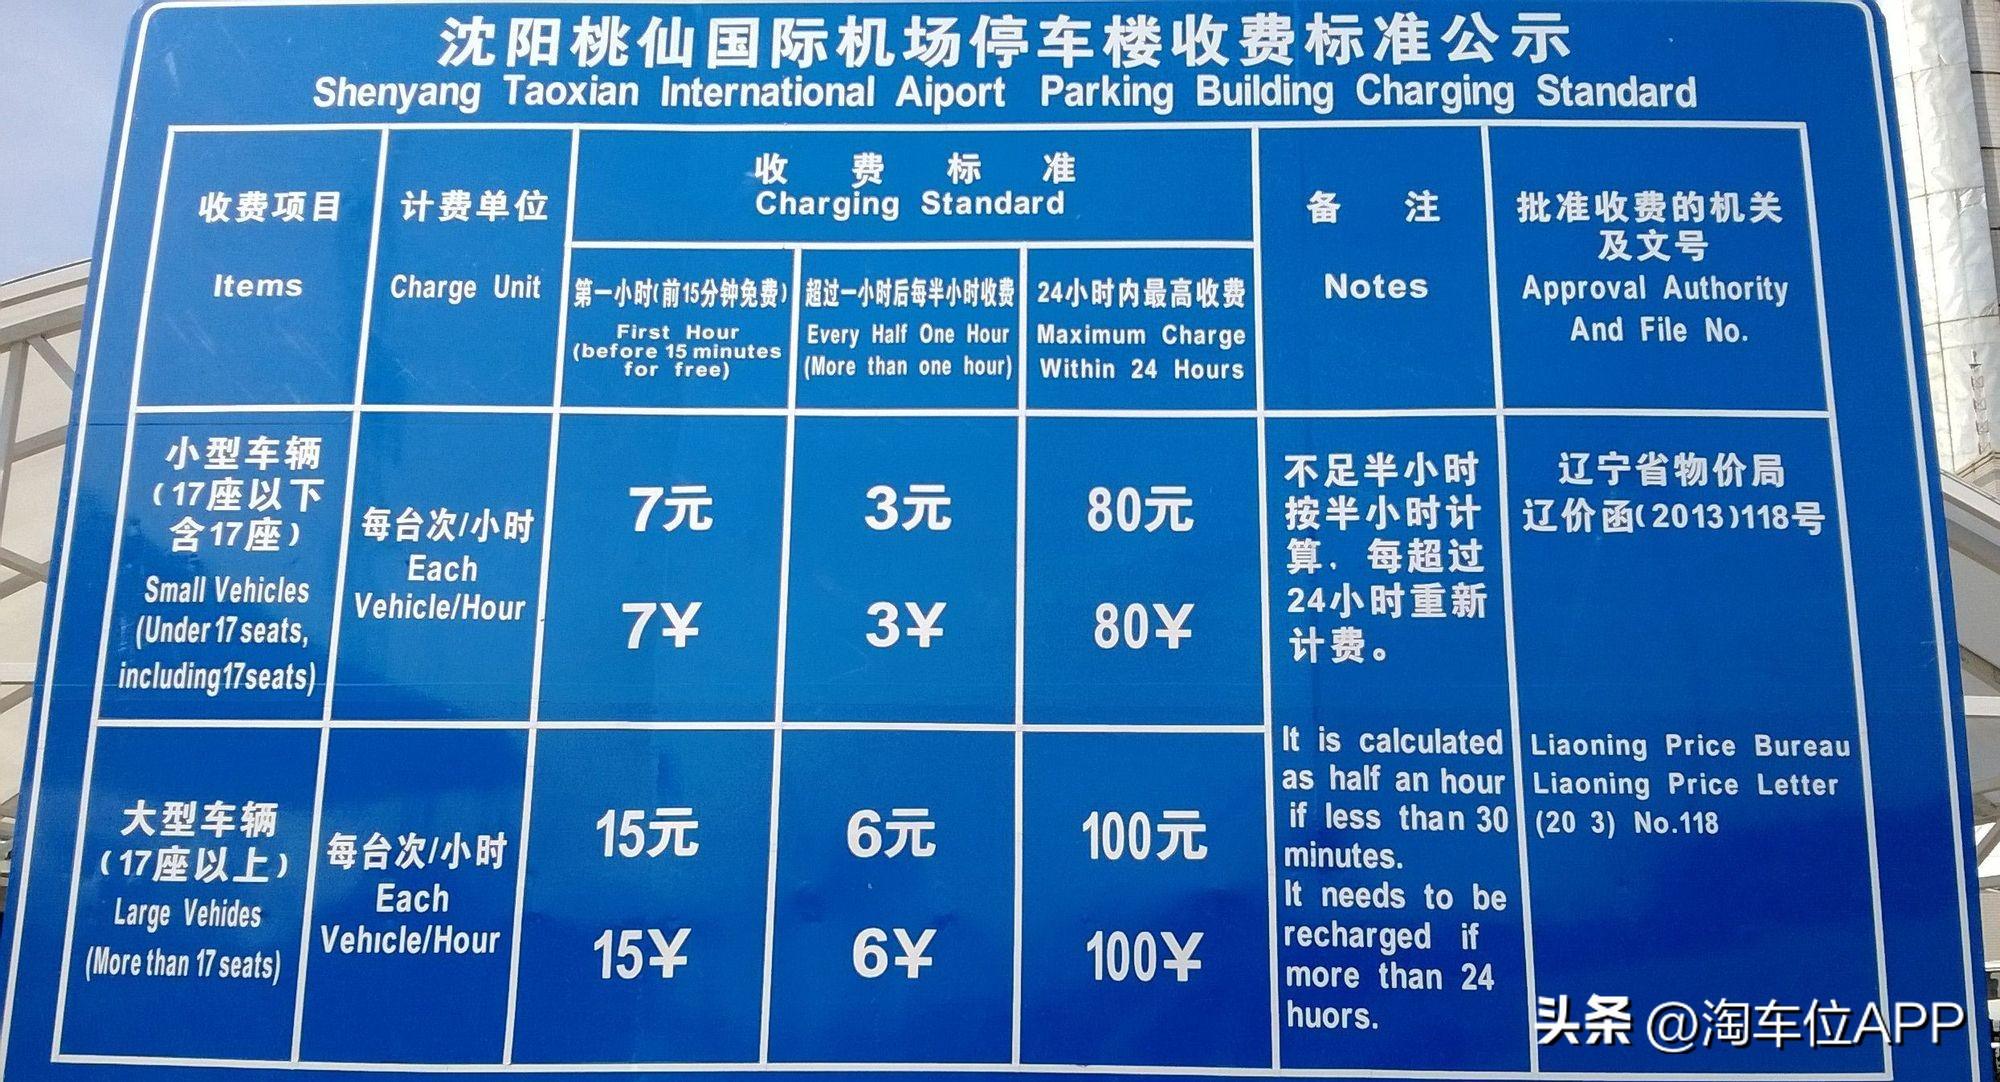 沈阳桃仙国际机场停车楼收费标准公示
Shenyang Taoxian International Aiport Parking Building Charging Standard
收费项目
Items
计费单位
Charge Unit
收费标准
Charging Standard
第一小时(前15分钟免费)
First Hour
(before 15 minutes
for free)
超过一小时后每半小时收费
Every Half One Hour
(More than one hour)
24小时内最高收费
Maximum Charge
Within 24 Hours
备注
Notes
批准收费的机关
及文号
Approval Authority
And File No.
小型车辆
(17座以下
含17座)
Small Vehicles
(Under 17 seats,
including17seats)
每台次/小时
Each
Vehicle/Hour
7元
7¥
3元
3¥
80元
80¥
不足半小时
按半小时计
算，每超过
24小时重新
计费。
It is calculated
as half an hour
if less than 30
minutes.
It needs to be
recharged if
more than 24
huors.
辽宁省物价局
辽价函(2013)118号
Liaoning Price Bureau
Liaoning Price Letter
(20 3) No.118
大型车辆
(17座以上)
Large Vehides
(More than 17 seats)
每台次/小时
Each
Vehicle/Hour
15元
15¥
6元
6¥
100元
100¥
头条 @淘车位APP